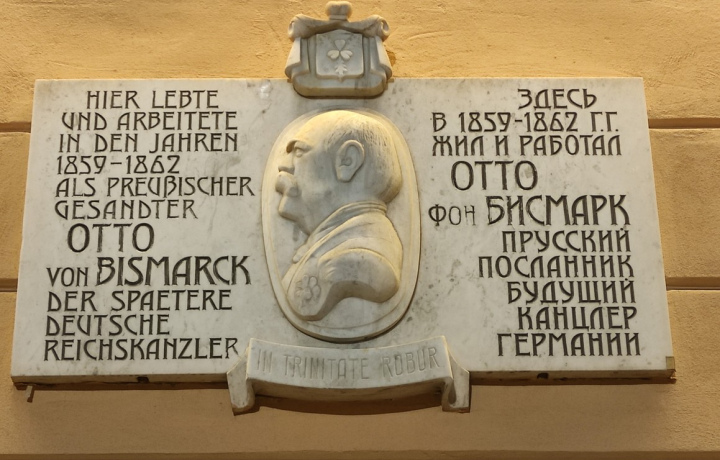 HIER LEBTE
UND ARBEITETE
IN DEN JAHREN
1859-1862
ALS PREUßISCHER
GESANDTER
OTTO
VON BISMARCK
DER SPAETERE
DEUTSCHE
REICHSKANZLER
IN TRINITATE ROBUR
ЗДЕСЬ
В 1859-1862 Г.Г.
ЖИЛ И РАБОТАЛ
ОТТО
ФОН БИСМАРК
ПРУССКИЙ
ПОСЛАННИК
БУДУЩИЙ
КАНЦЛЕР
ГЕРМАНИИ